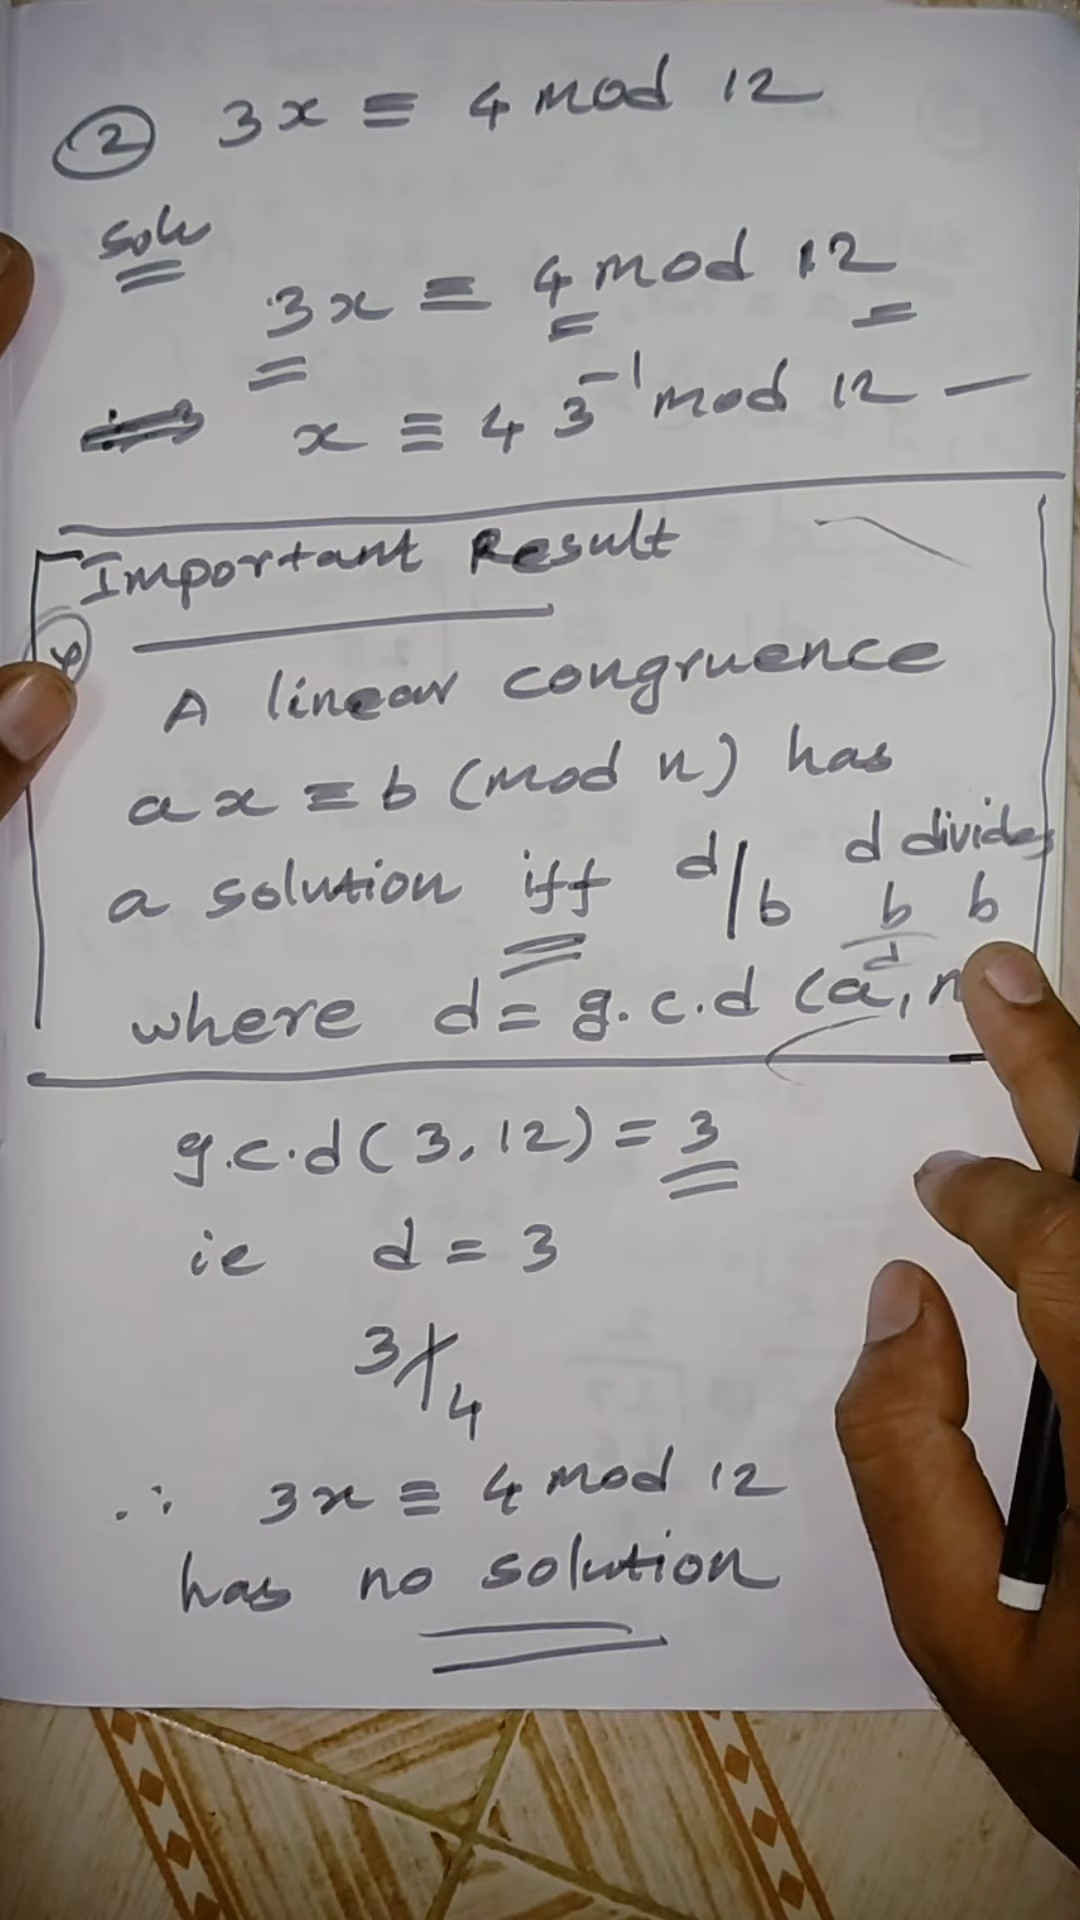 ② 3x ≡ 4 mod 12
Soln
3x ≡ 4 mod 12
x ≡ 4 3⁻¹ mod 12 —
Important Result
A linear congruence
ax ≡ b (mod n) has
a solution iff d/b d divides b
b/d
where d = g.c.d (a, n
g.c.d (3, 12) = 3
ie d = 3
3∤4
∴ 3x ≡ 4 mod 12
has no solution